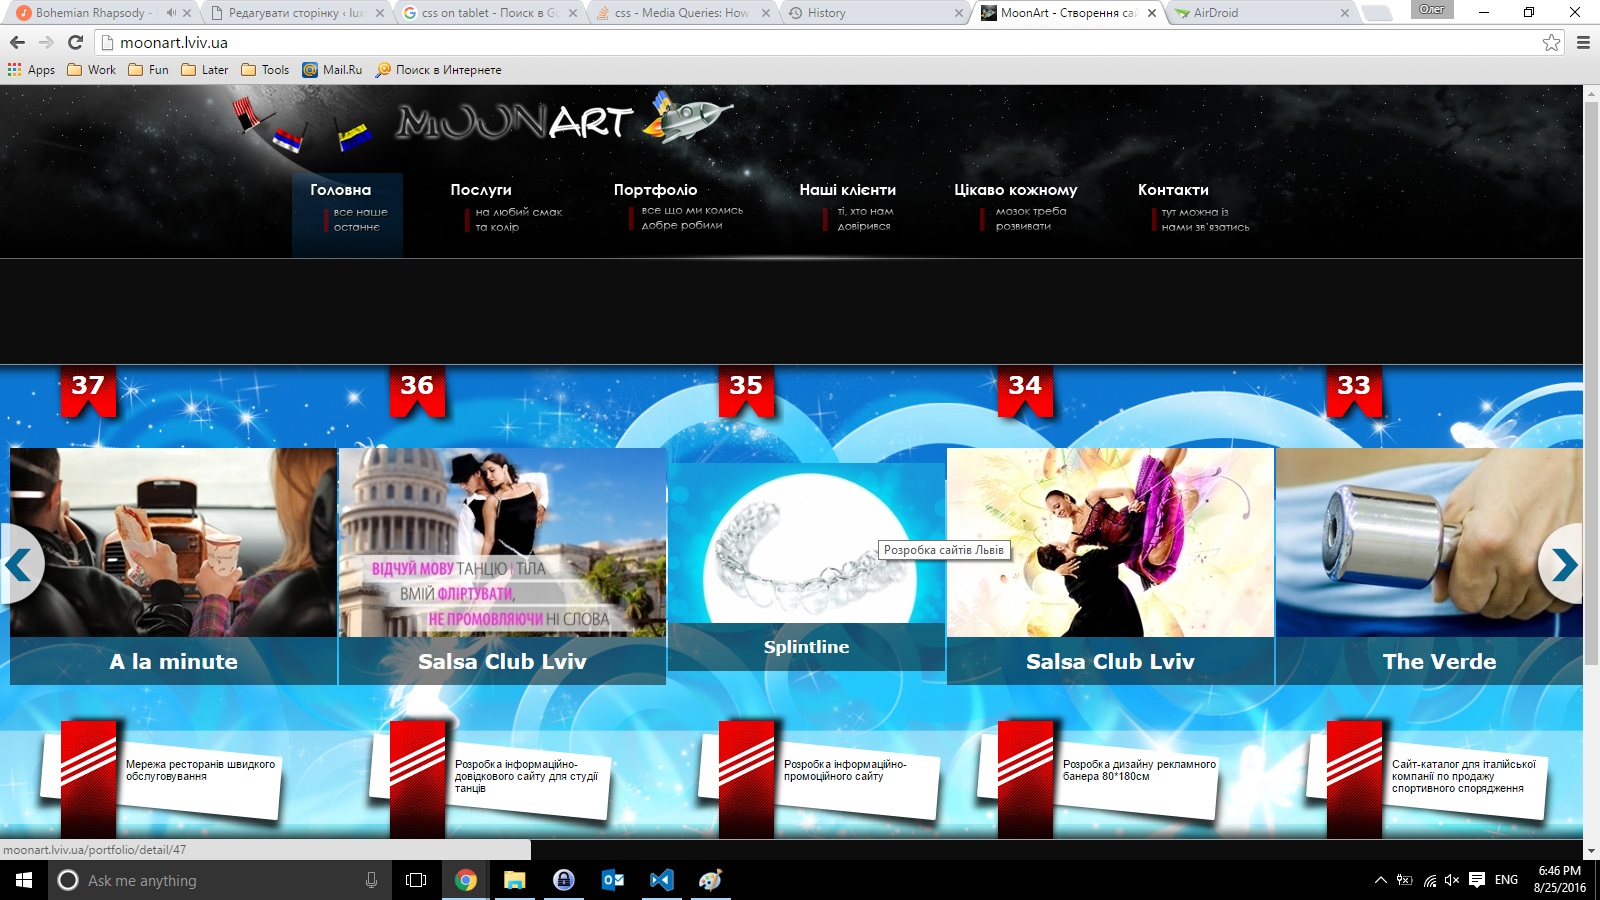 Bohemian Rhapsody -
Редагувати сторінку ‹ lux
css on tablet - Поиск в Go
css - Media Queries: How
History
MoonArt - Створення сай
AirDroid
Олег
moonart.lviv.ua
Apps
Work
Fun
Later
Tools
Mail.Ru
Поиск в Интернете
MOONART
Головна
все наше
останнє
Послуги
на любий смак
та колір
Портфоліо
все що ми колись
добре робили
Наші клієнти
ті, хто нам
довірився
Цікаво кожному
мозок треба
розвивати
Контакти
тут можна із
нами зв'язатись
37
36
35
34
33
ВІДЧУЙ МОВУ ТАНЦЮ І ТІЛА
ВМІЙ ФЛІРТУВАТИ,
НЕ ПРОМОВЛЯЮЧИ НІ СЛОВА
Розробка сайтів Львів
A la minute
Salsa Club Lviv
Splintline
Salsa Club Lviv
The Verde
Мережа ресторанів швидкого
обслуговування
Розробка інформаційно-
довідкового сайту для студії
танців
Розробка інформаційно-
промоційного сайту
Розробка дизайну рекламного
банера 80*180см
Сайт-каталог для італійської
компанії по продажу
спортивного спорядження
moonart.lviv.ua/portfolio/detail/47
Ask me anything
ENG
6:46 PM
8/25/2016